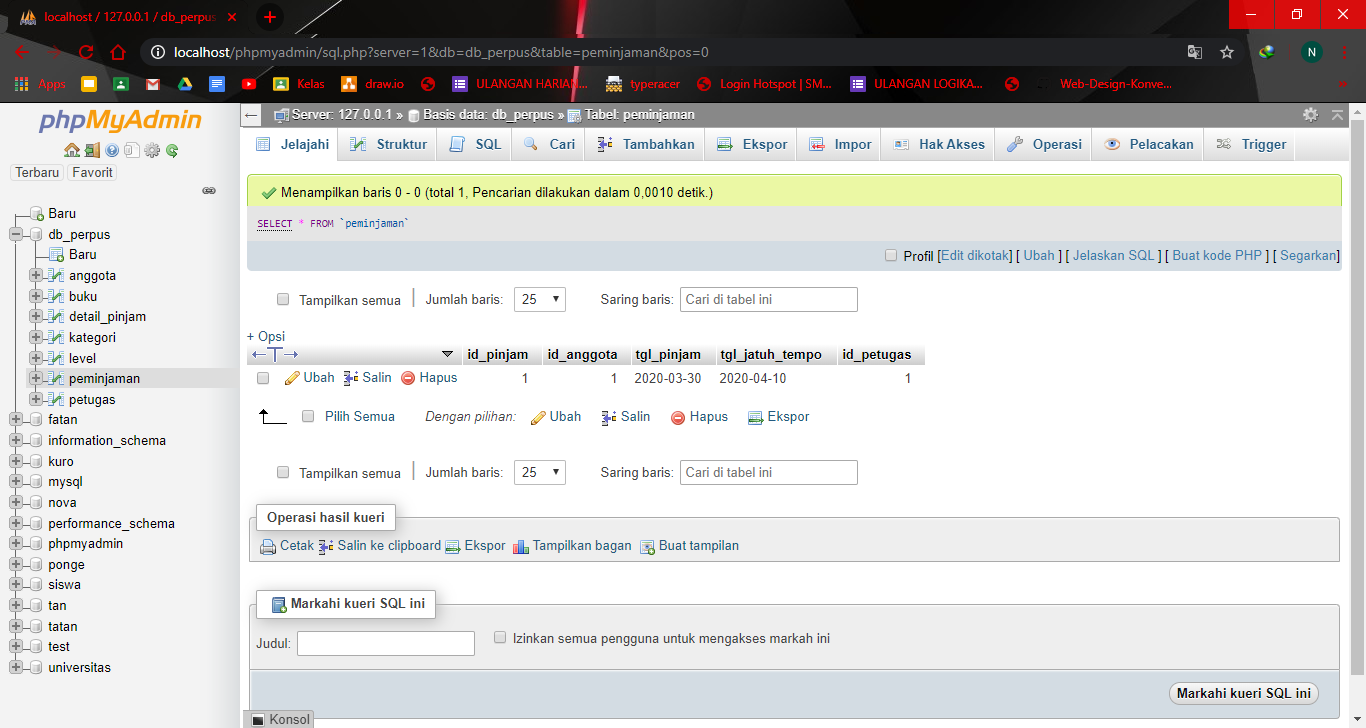 localhost / 127.0.0.1 / db_perpus
localhost/phpmyadmin/sql.php?server=1&db=db_perpus&table=peminjaman&pos=0
N
Apps Kelas draw.io ULANGAN HARIAN... typeracer Login Hotspot | SM... ULANGAN LOGIKA... Web-Design-Konve...
phpMyAdmin
Terbaru Favorit
Baru
db_perpus
Baru
anggota
buku
detail_pinjam
kategori
level
peminjaman
petugas
fatan
information_schema
kuro
mysql
nova
performance_schema
phpmyadmin
ponge
siswa
tan
tatan
test
universitas
Server: 127.0.0.1 » Basis data: db_perpus » Tabel: peminjaman
Jelajahi Struktur SQL Cari Tambahkan Ekspor Impor Hak Akses Operasi Pelacakan Trigger
Menampilkan baris 0 - 0 (total 1, Pencarian dilakukan dalam 0,0010 detik.)
SELECT * FROM `peminjaman`
Profil [Edit dikotak] [ Ubah ] [ Jelaskan SQL ] [ Buat kode PHP ] [ Segarkan]
Tampilkan semua | Jumlah baris: 25 Saring baris: Cari di tabel ini
+ Opsi
←T→ id_pinjam id_anggota tgl_pinjam tgl_jatuh_tempo id_petugas
Ubah Salin Hapus 1 1 2020-03-30 2020-04-10 1
Pilih Semua Dengan pilihan: Ubah Salin Hapus Ekspor
Tampilkan semua | Jumlah baris: 25 Saring baris: Cari di tabel ini
Operasi hasil kueri
Cetak Salin ke clipboard Ekspor Tampilkan bagan Buat tampilan
Markahi kueri SQL ini
Judul: Izinkan semua pengguna untuk mengakses markah ini
Markahi kueri SQL ini
Konsol